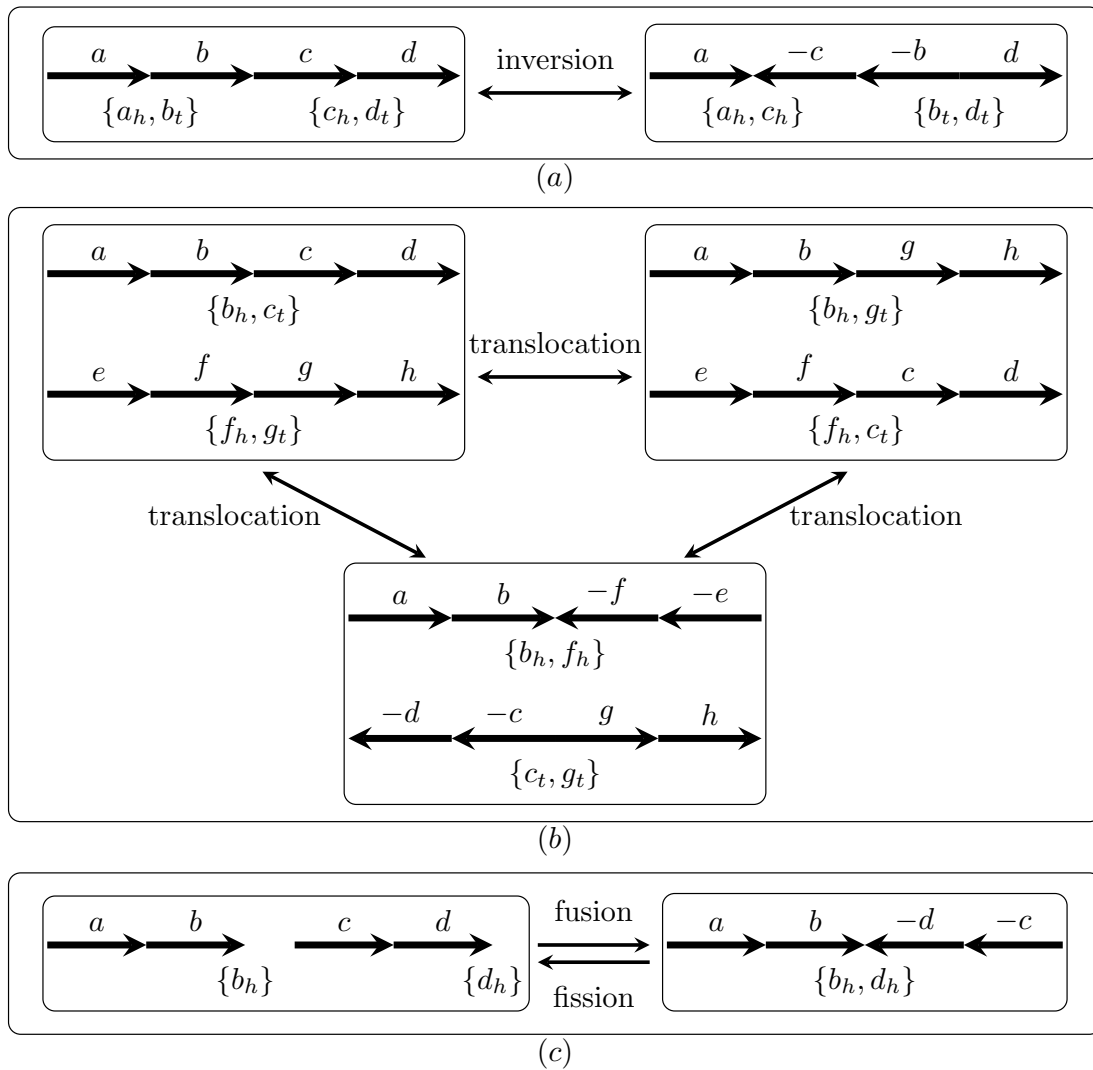 a b c d inversion a −c −b d
{a_h, b_t} {c_h, d_t} {a_h, c_h} {b_t, d_t}
(a)
a b c d a b g h
{b_h, c_t} {b_h, g_t}
translocation
e f g h e f c d
{f_h, g_t} {f_h, c_t}
translocation translocation
a b −f −e
{b_h, f_h}
−d −c g h
{c_t, g_t}
(b)
a b c d fusion a b −d −c
{b_h} {d_h} {b_h, d_h}
fission
(c)